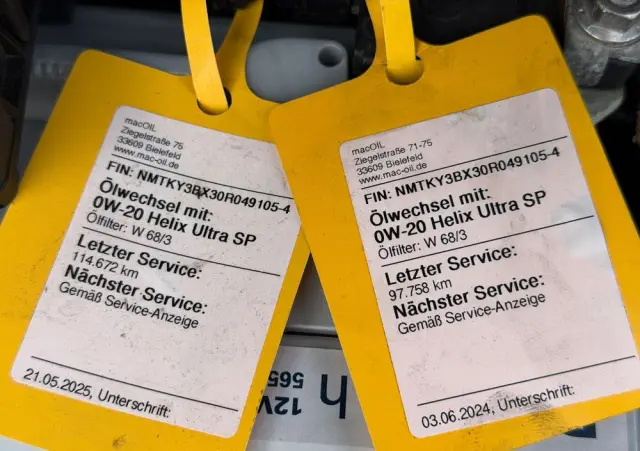 macOIL
Ziegelstraße 75
33609 Bielefeld
www.mac-oil.de
FIN: NMTKY3BX30R049105-4
Ölwechsel mit:
0W-20 Helix Ultra SP
Ölfilter: W 68/3
Letzter Service:
114.672 km
Nächster Service:
Gemäß Service-Anzeige
21.05.2025, Unterschrift:
macOIL
Ziegelstraße 71-75
33609 Bielefeld
www.mac-oil.de
FIN: NMTKY3BX30R049105-4
Ölwechsel mit:
0W-20 Helix Ultra SP
Ölfilter: W 68/3
Letzter Service:
97.758 km
Nächster Service:
Gemäß Service-Anzeige
03.06.2024, Unterschrift:
h
12V
565